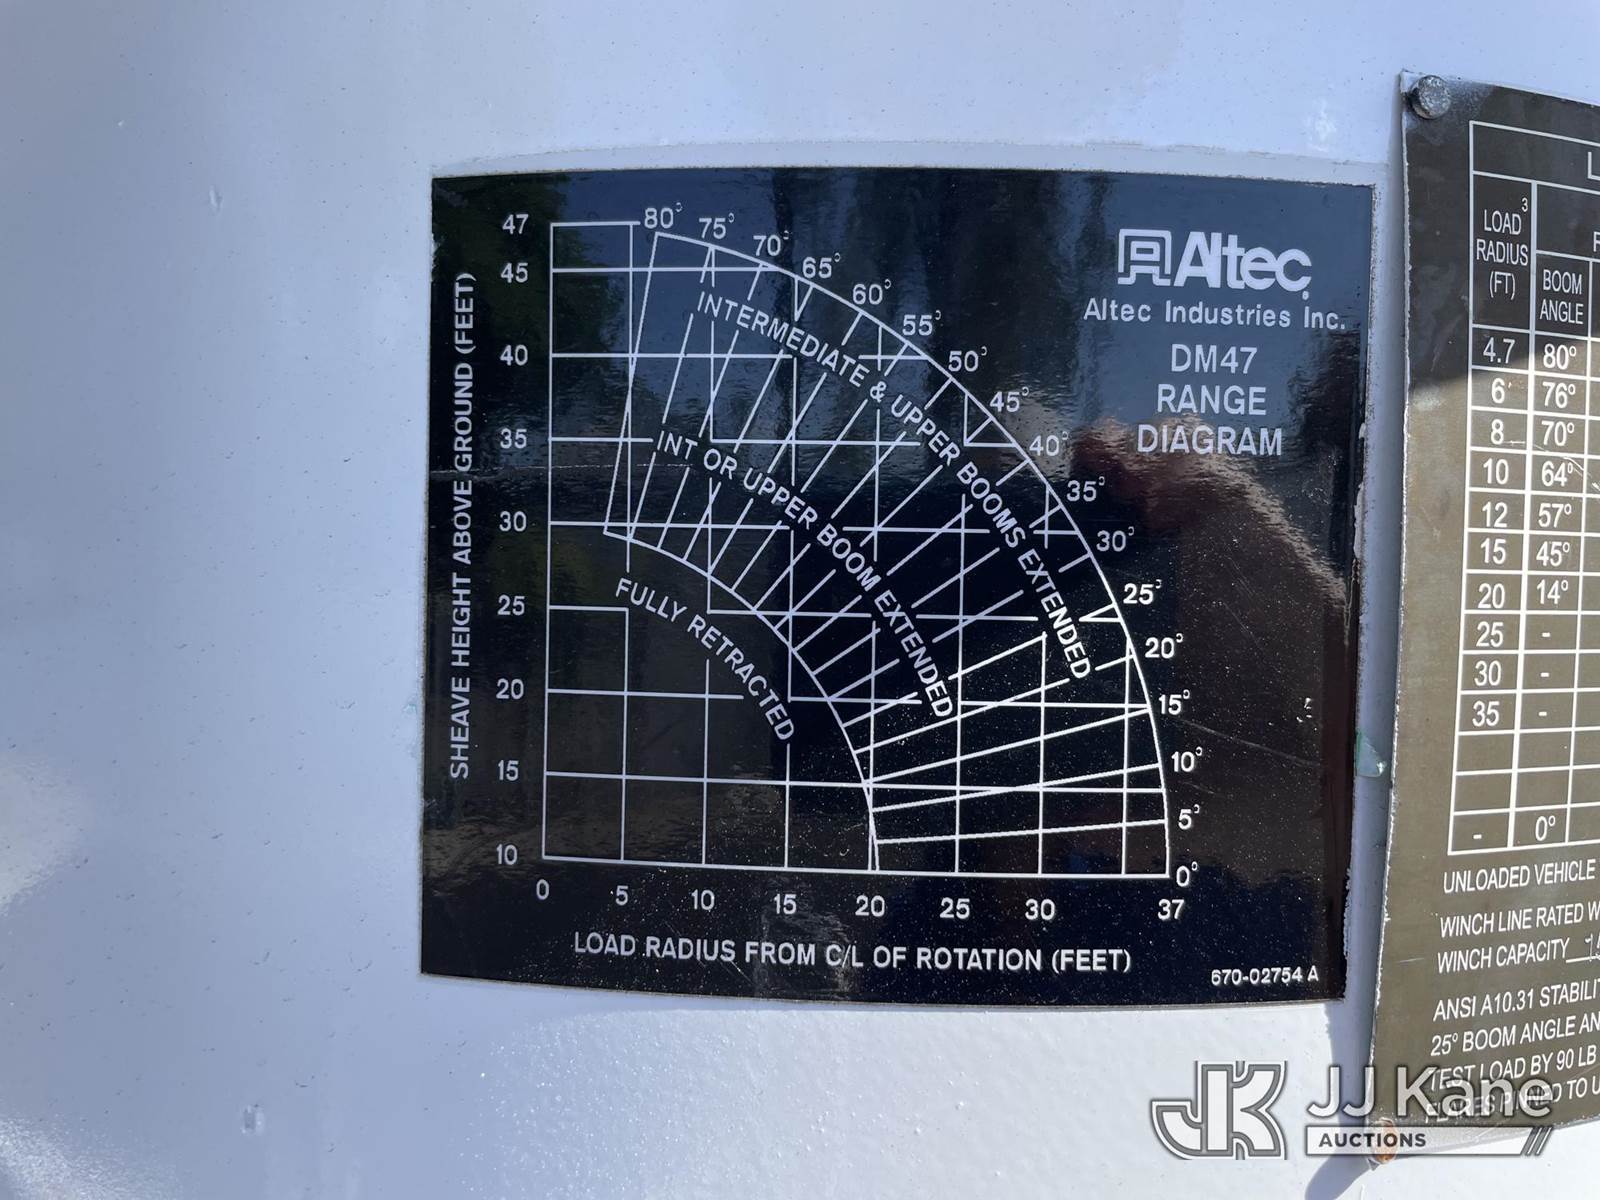 Altec
Altec Industries Inc.
DM47
RANGE
DIAGRAM
SHEAVE HEIGHT ABOVE GROUND (FEET)
47
45
40
35
30
25
20
15
10
80°
75°
70°
65°
60°
55°
50°
45°
40°
35°
30°
25°
20°
15°
10°
5°
0°
INTERMEDIATE & UPPER BOOMS EXTENDED
INT OR UPPER BOOM EXTENDED
FULLY RETRACTED
0 5 10 15 20 25 30 37
LOAD RADIUS FROM C/L OF ROTATION (FEET)
670-02754 A
LOAD 3
RADIUS
(FT)
BOOM
ANGLE
4.7 80°
6 76°
8 70°
10 64°
12 57°
15 45°
20 14°
25 -
30 -
35 -
- 0°
UNLOADED VEHICLE
WINCH LINE RATED
WINCH CAPACITY
ANSI A10.31
25° BOOM ANGLE
TEST LOAD BY 90 LB
PINNED TO
JK JJ Kane
AUCTIONS